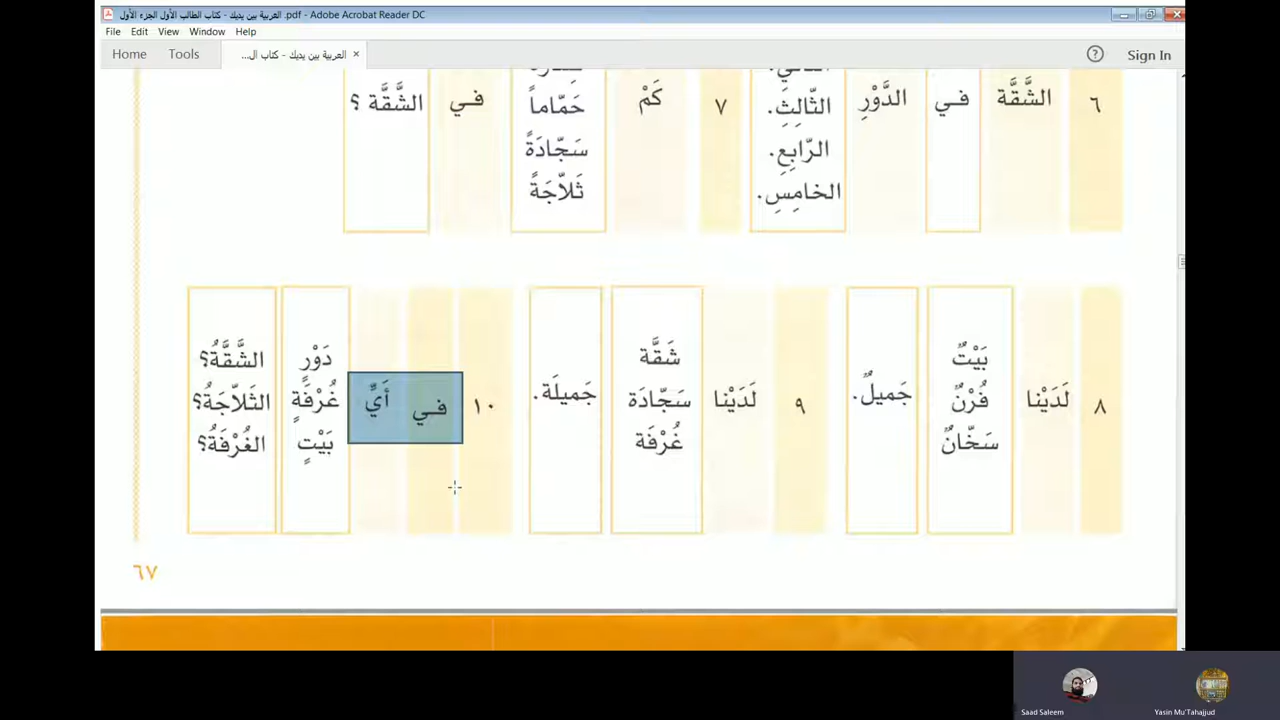 العربية بين يديك - كتاب الطالب الأول الجزء الأول .pdf - Adobe Acrobat Reader DC
File Edit View Window Help
Home Tools العربية بين يديك - كتاب ال... × ? Sign In
٦ الشَّقَّة في الدَّوْرِ
الثّالِثِ.
الرّابِعِ.
الخامِسِ.
٧ كَمْ
حَمّاماً
سَجّادَةً
ثَلاّجَةً
في الشَّقَّة ؟
٨ لَدَيْنا
بَيْتٌ
فُرْنٌ
سَخّانٌ
جَميلٌ.
٩ لَدَيْنا
شَقَّة
سَجّادَة
غُرْفَة
جَميلَة.
١٠ في أَيِّ
دَوْرٍ
غُرْفَةٍ
بَيْتٍ
الشَّقَّةُ؟
الثَلاّجَةُ؟
الغُرْفَةُ؟
٦٧
Saad Saleem
Yasin Mu'Tahajjud